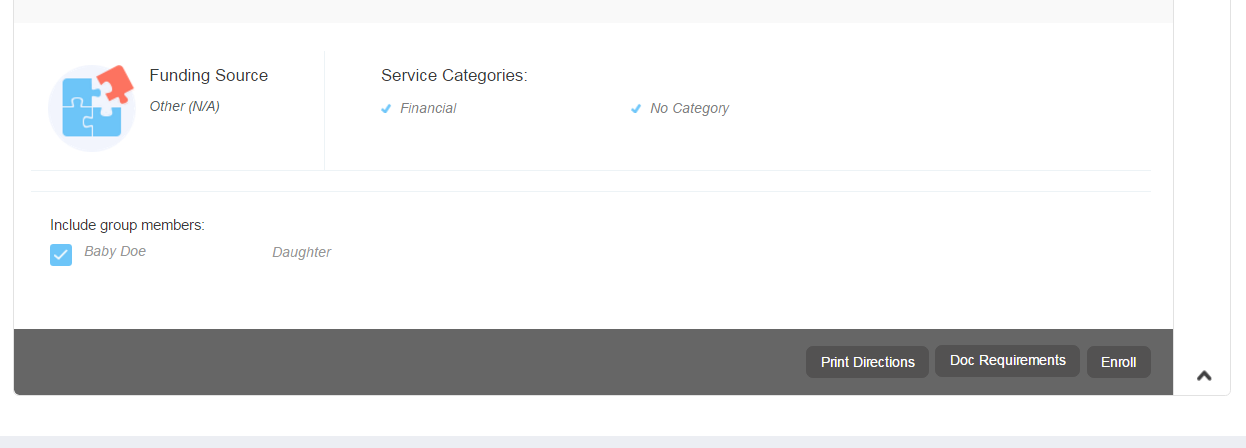 Funding Source
Other (N/A)
Service Categories:
Financial
No Category
Include group members:
Baby Doe
Daughter
Print Directions
Doc Requirements
Enroll